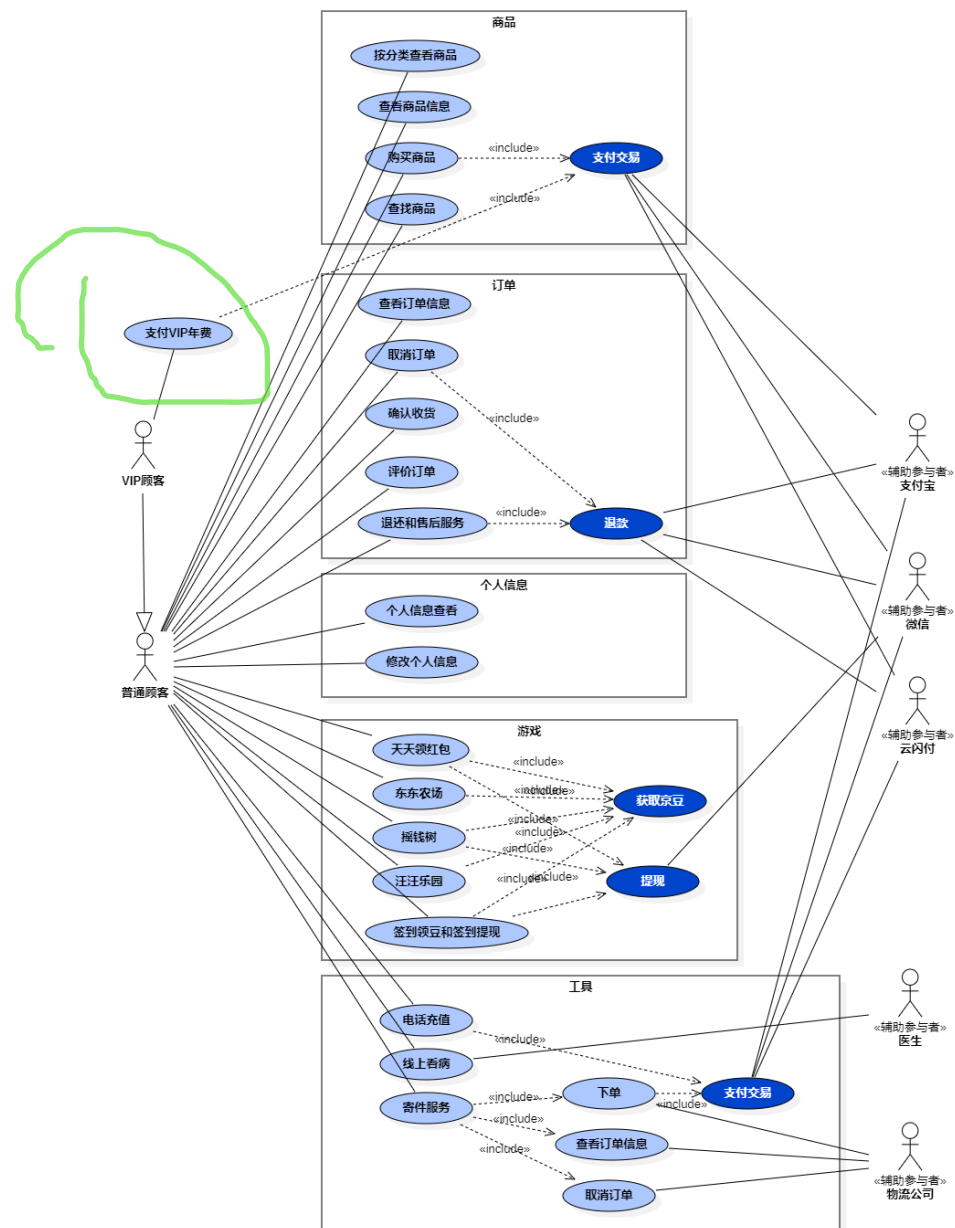 商品
按分类查看商品
查看商品信息
购买商品
«include»
支付交易
«include»
查找商品
支付VIP年费
VIP顾客
普通顾客
订单
查看订单信息
取消订单
«include»
确认收货
评价订单
退还和售后服务
«include»
退款
个人信息
个人信息查看
修改个人信息
游戏
天天领红包
«include»
东东农场
«include»
«include»
获取京豆
摇钱树
«include»
«include»
«include»
汪汪乐园
«include»
«include»
提现
签到领豆和签到提现
工具
电话充值
«include»
线上看病
寄件服务
«include»
下单
«include»
支付交易
«include»
查看订单信息
«include»
取消订单
«辅助参与者»
支付宝
«辅助参与者»
微信
«辅助参与者»
云闪付
«辅助参与者»
医生
«辅助参与者»
物流公司